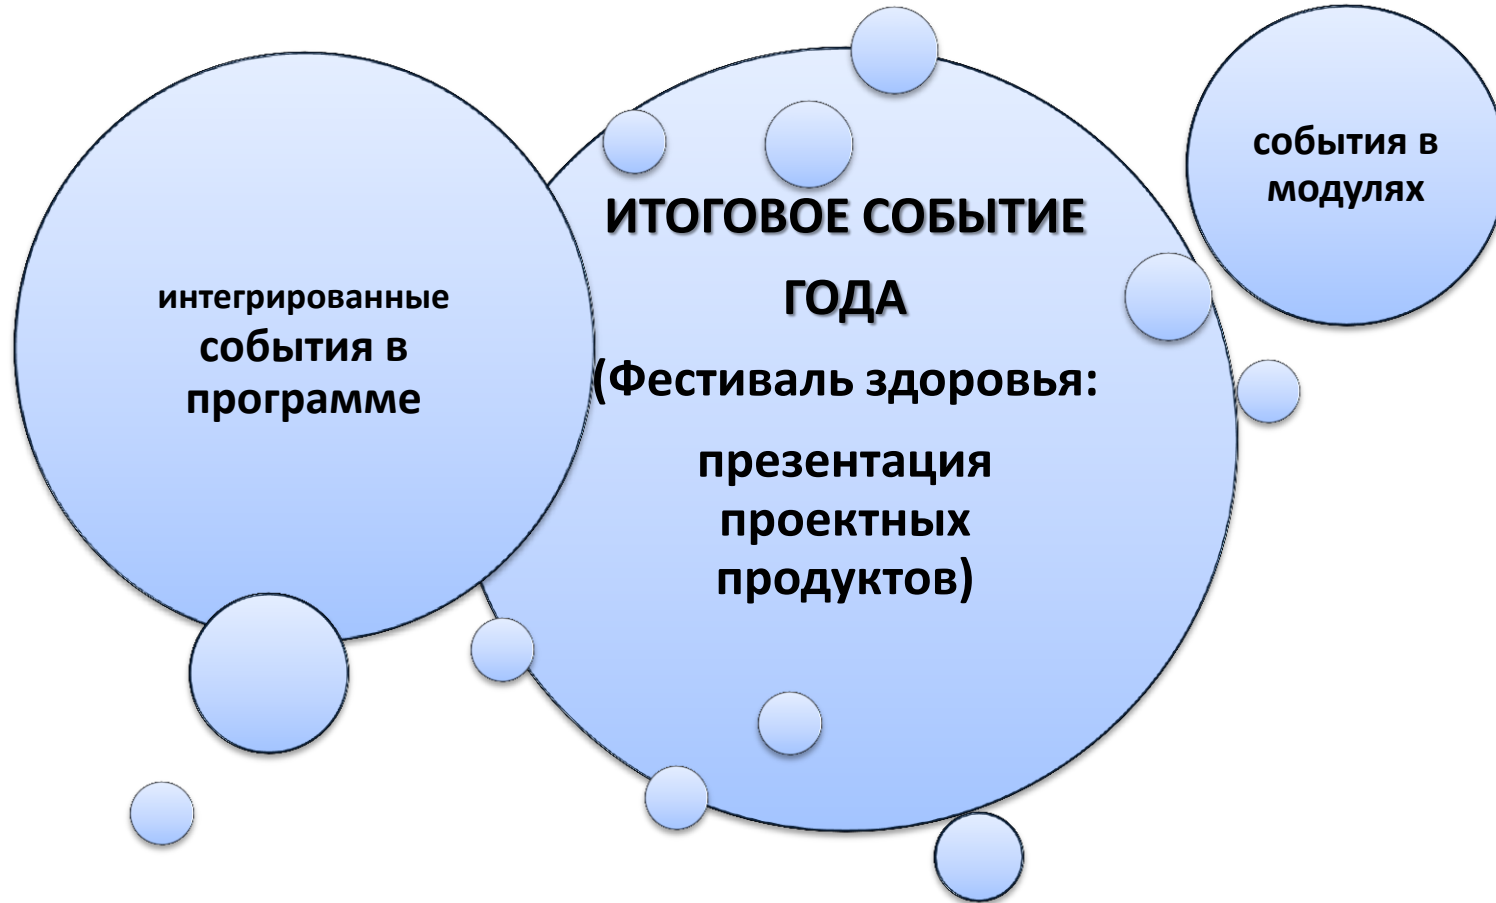 интегрированные
события в
программе
ИТОГОВОЕ СОБЫТИЕ
ГОДА
(Фестиваль здоровья:
презентация
проектных
продуктов)
события в
модулях